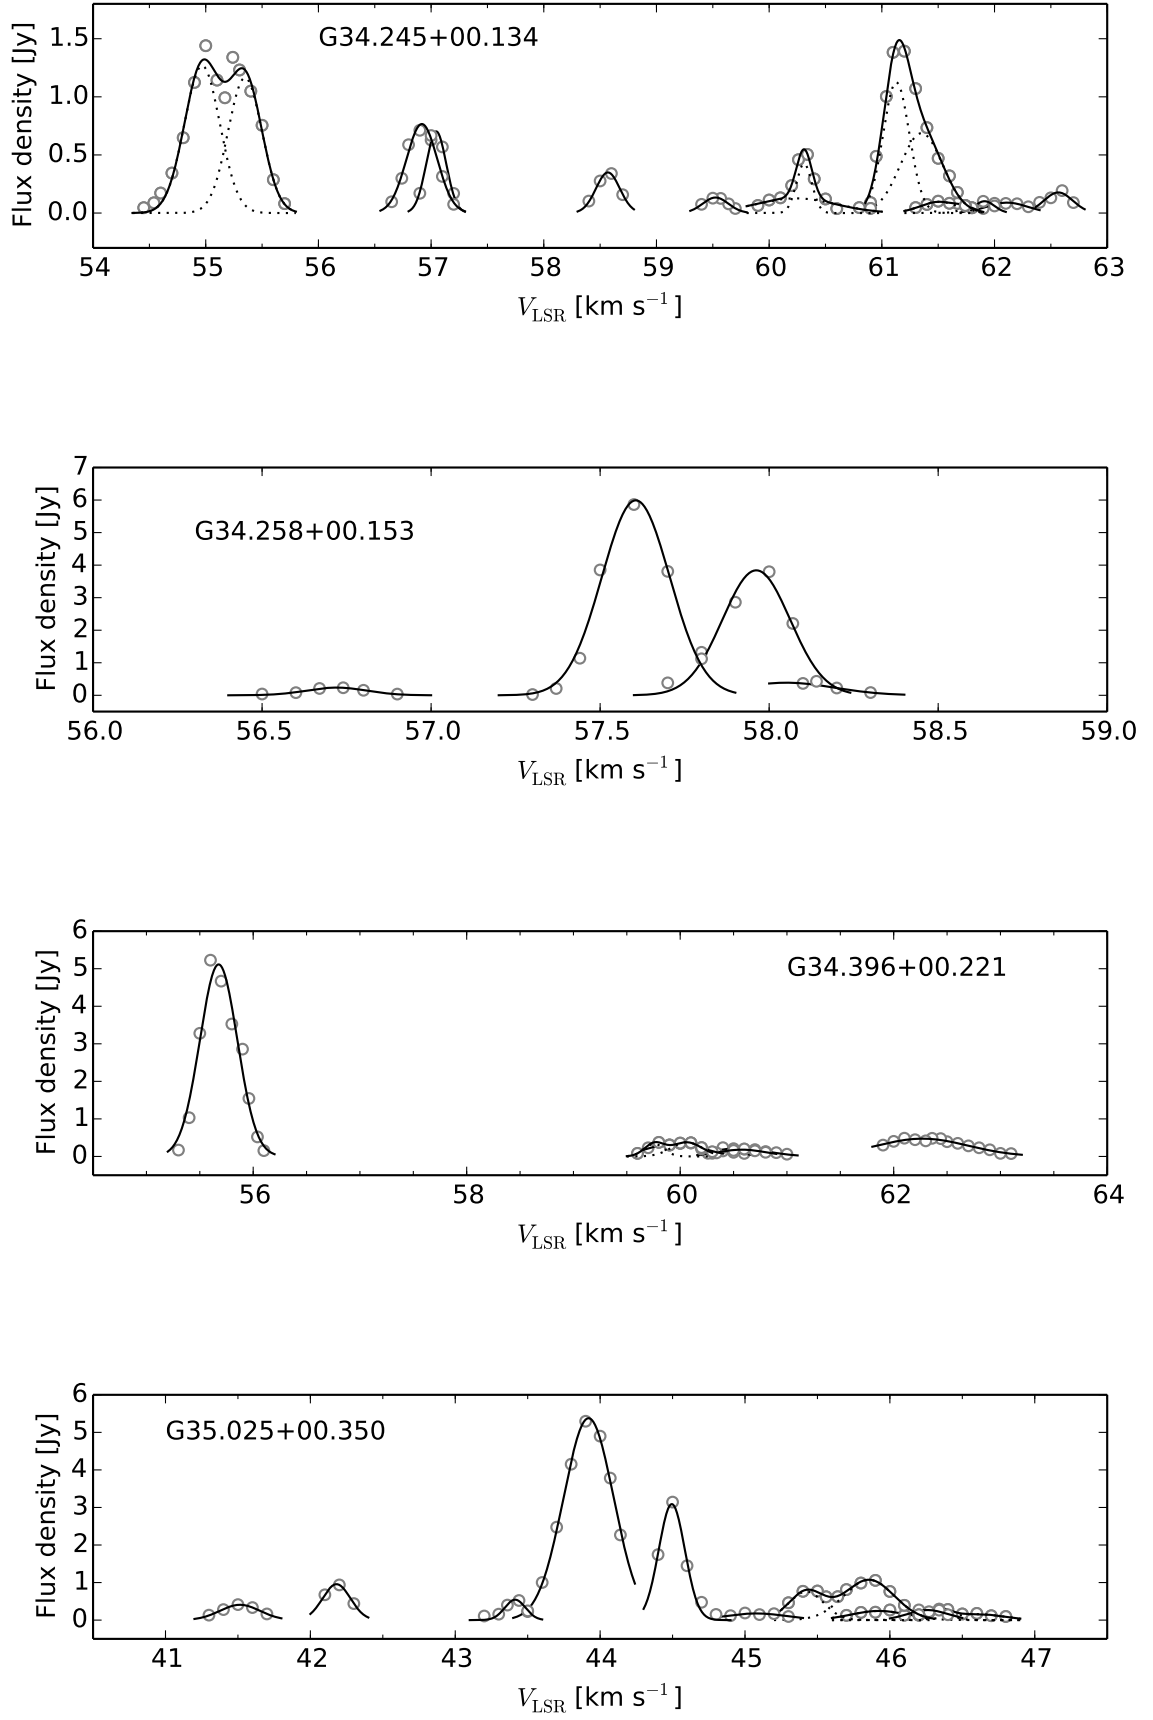 G34.245+00.134
Flux density [Jy]
1.5
1.0
0.5
0.0
54 55 56 57 58 59 60 61 62 63
V_LSR [km s⁻¹]
G34.258+00.153
Flux density [Jy]
7
6
5
4
3
2
1
0
56.0 56.5 57.0 57.5 58.0 58.5 59.0
V_LSR [km s⁻¹]
G34.396+00.221
Flux density [Jy]
6
5
4
3
2
1
0
56 58 60 62 64
V_LSR [km s⁻¹]
G35.025+00.350
Flux density [Jy]
6
5
4
3
2
1
0
41 42 43 44 45 46 47
V_LSR [km s⁻¹]